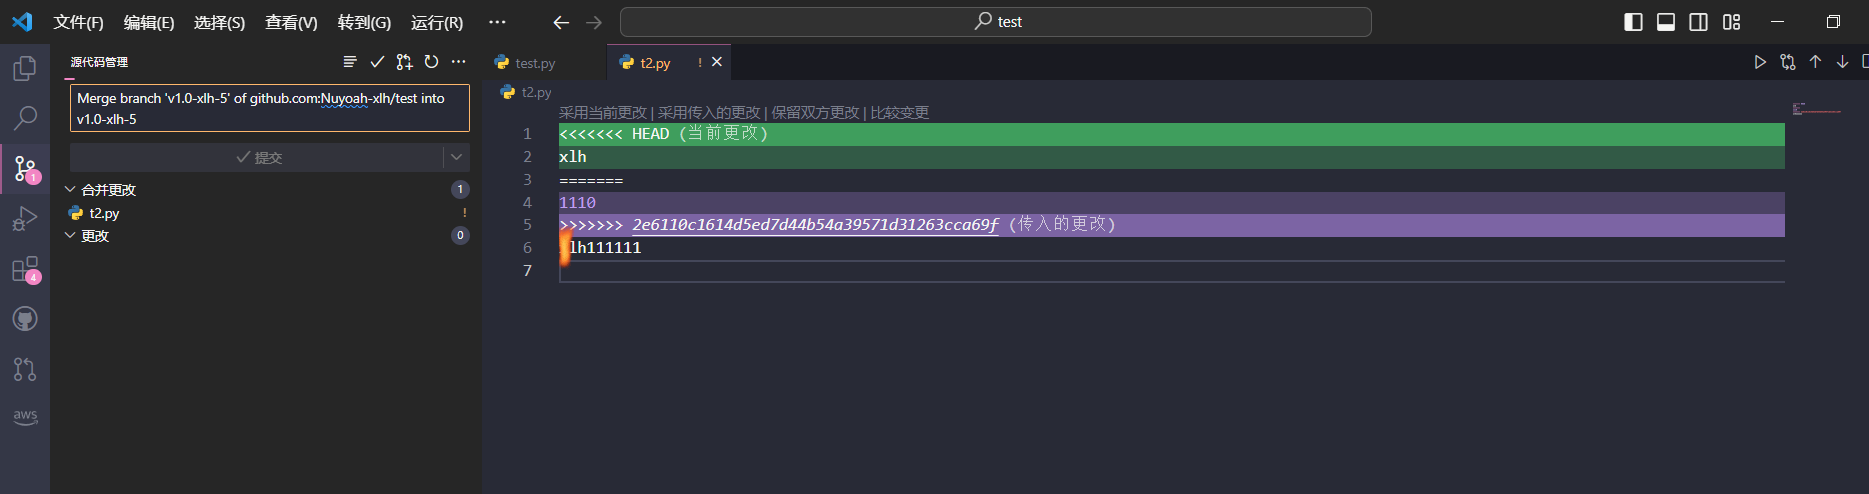 文件(F) 编辑(E) 选择(S) 查看(V) 转到(G) 运行(R) ··· test
源代码管理
Merge branch 'v1.0-xlh-5' of github.com:Nuyoah-xlh/test into
v1.0-xlh-5
提交
合并更改 1
t2.py !
更改 0
1
4
aws
test.py t2.py !
t2.py
采用当前更改 | 采用传入的更改 | 保留双方更改 | 比较变更
1 <<<<<<< HEAD (当前更改)
2 xlh
3 =======
4 1110
5 >>>>>>> 2e6110c1614d5ed7d44b54a39571d31263cca69f (传入的更改)
6 lh111111
7